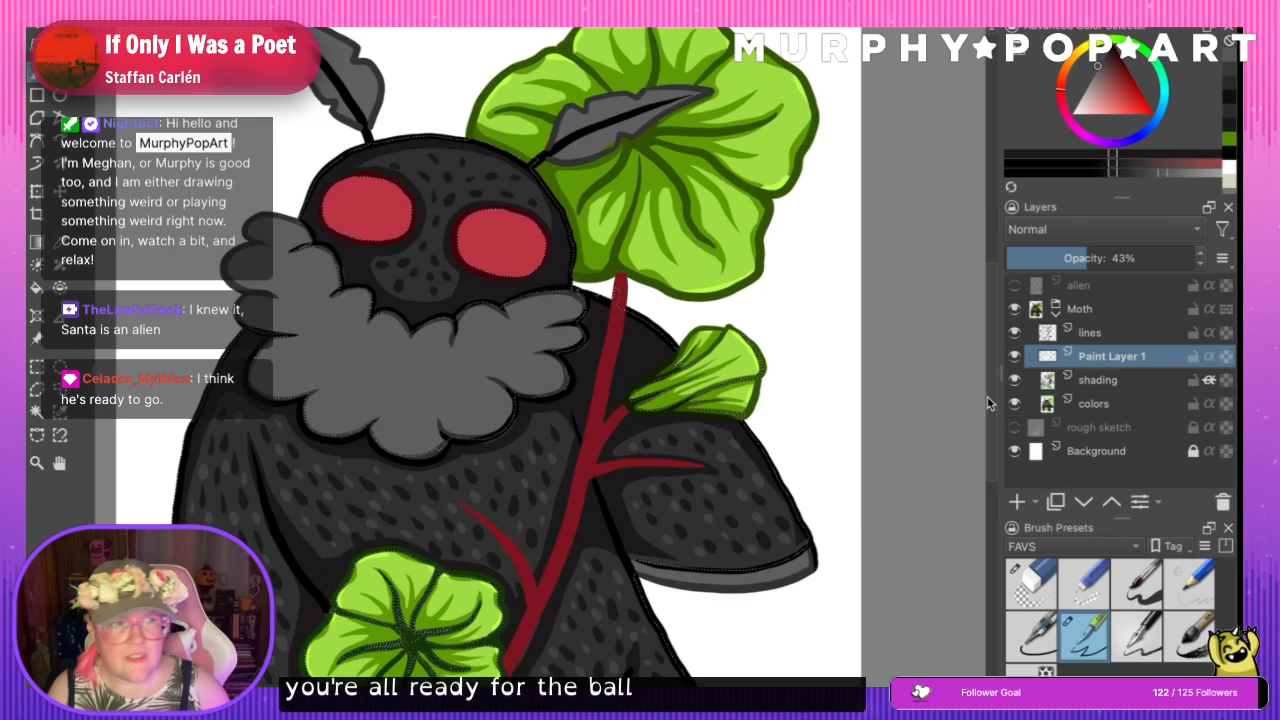 If Only I Was a Poet
Staffan Carlén
MURPHY★POP★ART
Nightbot: Hi hello and
welcome to MurphyPopArt !
I'm Meghan, or Murphy is good
too, and I am either drawing
something weird or playing
something weird right now.
Come on in, watch a bit, and
relax!
TheLawfulGeek: I knew it,
Santa is an alien
Celador_Mythios: I think
he's ready to go.
Advanced Color Selector
Layers
Normal
Opacity: 43%
alien
Moth
lines
Paint Layer 1
shading
colors
rough sketch
Background
Brush Presets
FAVS
Tag
you're all ready for the ball
Follower Goal
122 / 125 Followers